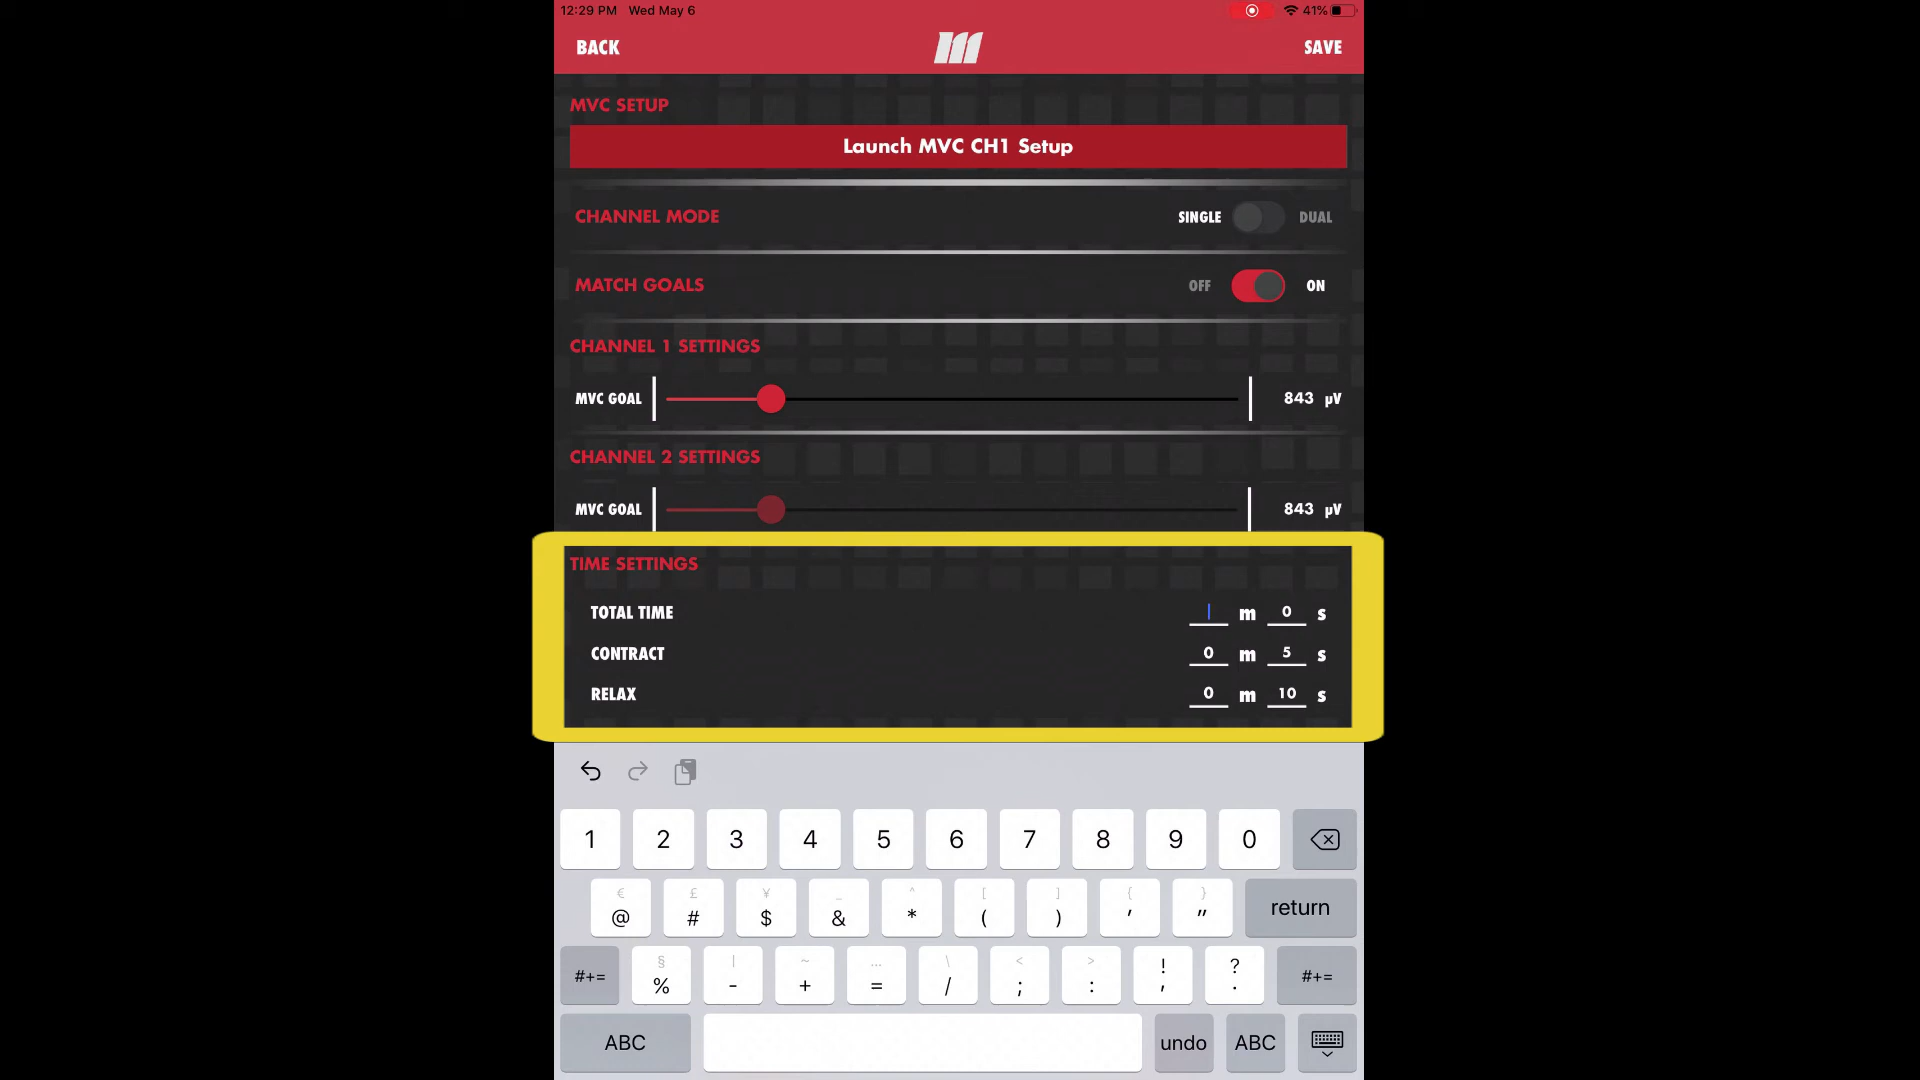 12:29 PM Wed May 6 41%
BACK SAVE
MVC SETUP
Launch MVC CH1 Setup
CHANNEL MODE SINGLE DUAL
MATCH GOALS OFF ON
CHANNEL 1 SETTINGS
MVC GOAL 843 µV
CHANNEL 2 SETTINGS
MVC GOAL 843 µV
TIME SETTINGS
TOTAL TIME m 0 s
CONTRACT 0 m 5 s
RELAX 0 m 10 s
1 2 3 4 5 6 7 8 9 0
€ £ ¥ _ ^ [ ] { }
@ # $ & * ( ) ' " return
§ | ~ … \ < > ! ?
#+= % - + = / ; : , . #+=
ABC undo ABC